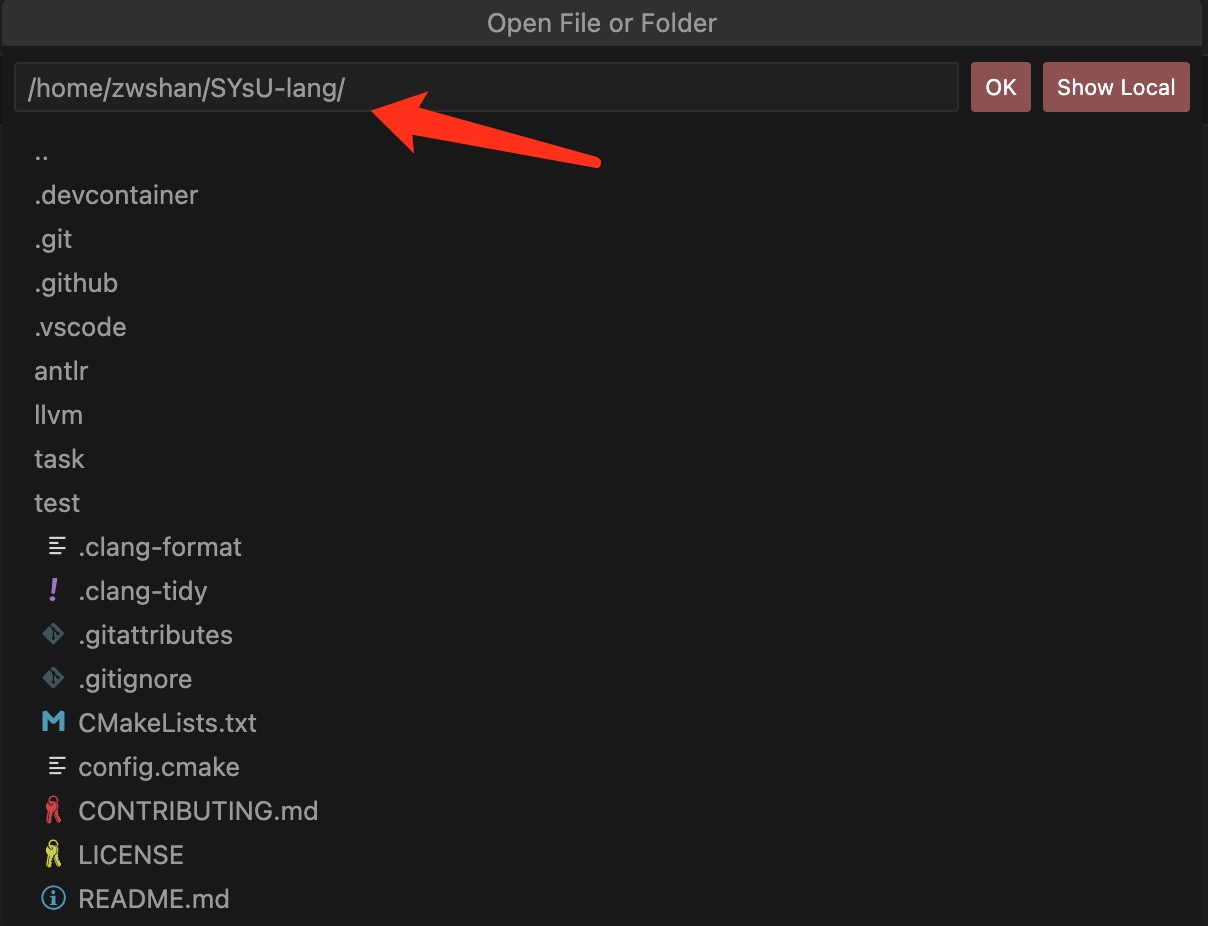 Open File or Folder
/home/zwshan/SYsU-lang/ OK Show Local
..
.devcontainer
.git
.github
.vscode
antlr
llvm
task
test
.clang-format
.clang-tidy
.gitattributes
.gitignore
CMakeLists.txt
config.cmake
CONTRIBUTING.md
LICENSE
README.md